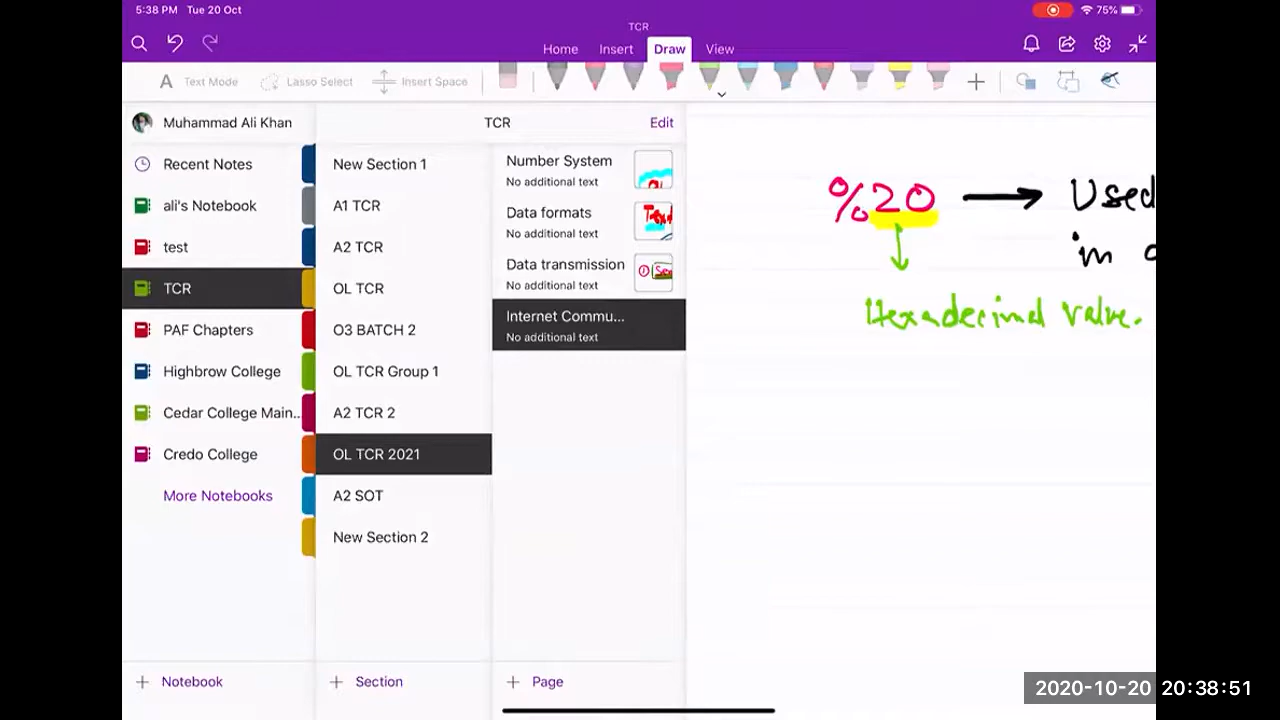 5:38 PM Tue 20 Oct
75%
TCR
Home Insert Draw View
Text Mode Lasso Select Insert Space
Muhammad Ali Khan
Recent Notes
ali's Notebook
test
TCR
PAF Chapters
Highbrow College
Cedar College Main..
Credo College
More Notebooks
Notebook
New Section 1
A1 TCR
A2 TCR
OL TCR
O3 BATCH 2
OL TCR Group 1
A2 TCR 2
OL TCR 2021
A2 SOT
New Section 2
Section
TCR Edit
Number System
No additional text
Data formats
No additional text
Data transmission
No additional text
Internet Commu...
No additional text
Page
%20 → Used
in
Hexadecimal value.
2020-10-20 20:38:51